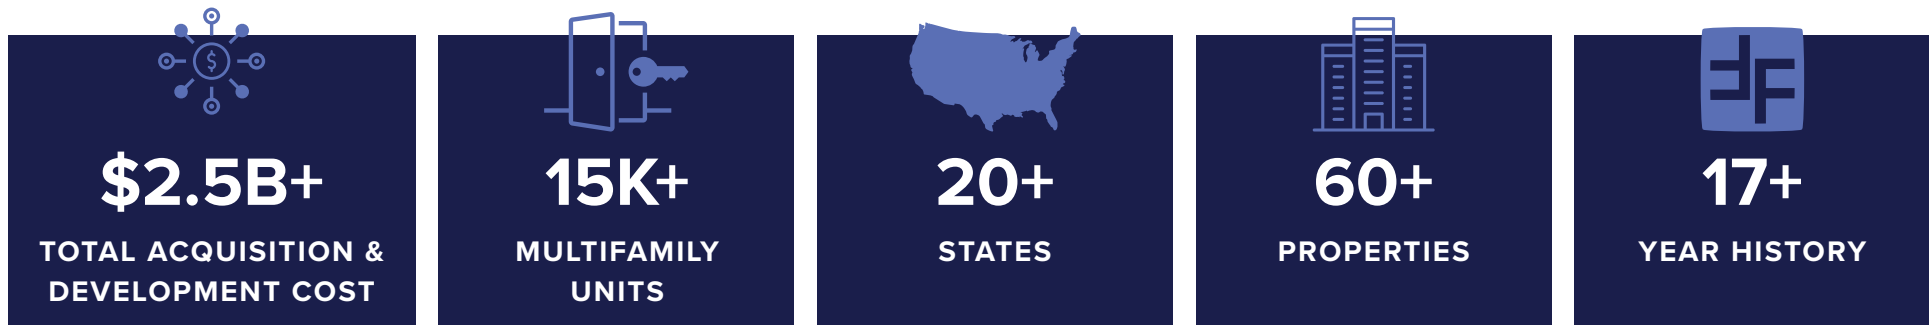 $2.5B+
TOTAL ACQUISITION &
DEVELOPMENT COST
15K+
MULTIFAMILY
UNITS
20+
STATES
60+
PROPERTIES
17+
YEAR HISTORY